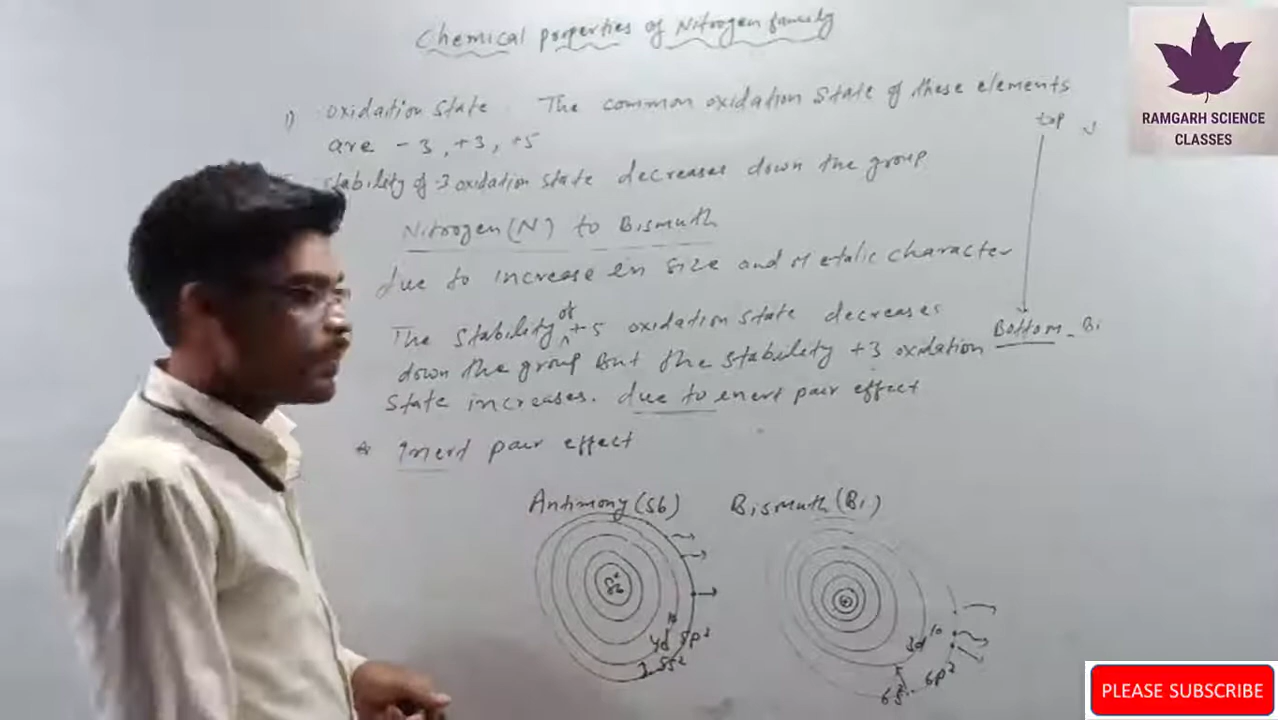 Chemical properties of Nitrogen family
1) oxidation state The common oxidation state of these elements
are -3, +3, +5
stability of -3 oxidation state decreases down the group
Nitrogen (N) to Bismuth
due to increase in size and Metalic character
The stability of +5 oxidation state decreases
down the group But the stability +3 oxidation
state increases. due to inert pair effect
top
Bottom - Bi
* Inert pair effect
Antimony (Sb)
Bismuth (Bi)
Sb
4d 10
5p3
5s2
10
6p3
RAMGARH SCIENCE
CLASSES
PLEASE SUBSCRIBE